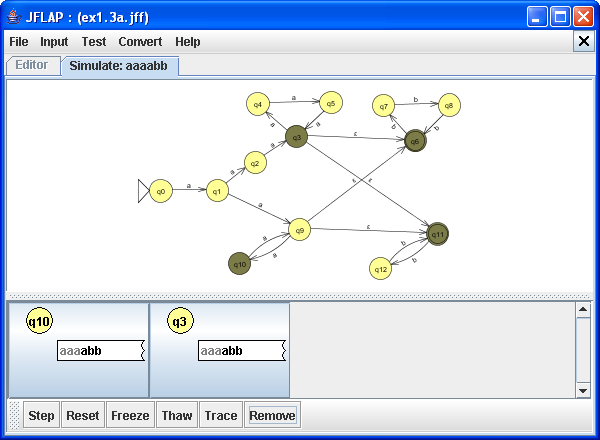 JFLAP : (ex1.3a.jff)
File Input Test Convert Help
Editor Simulate: aaaabb
q4 a q5 q7 b q8
a a b b
q3 ε q6
a
q2
a ε ε
q0 a q1
a
q9 ε q11
a b
q10 a q12 b
q10 q3
aaaabb aaaabb
Step Reset Freeze Thaw Trace Remove